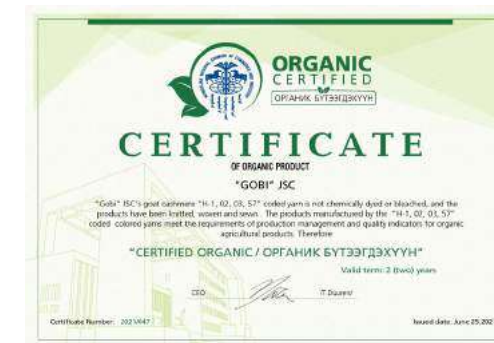 ORGANIC
CERTIFIED
ОРГАНИК БҮТЭЭГДЭХҮҮН
CERTIFICATE
OF ORGANIC PRODUCT
"GOBI" JSC
"Gobi" JSC's goat cashmere "H-1, 02, 03, 57" coded yarn is not chemically dyed or bleached, and the
products have been knitted, woven and sewn. The products manufactured by the "H-1, 02, 03, 57"
coded colored yarns meet the requirements of production management and quality indicators for organic
agricultural products. Therefore
"CERTIFIED ORGANIC / ОРГАНИК БҮТЭЭГДЭХҮҮН"
Valid term: 2 (two) years
CEO
Certificate Number:
Issued date: June 25, 202